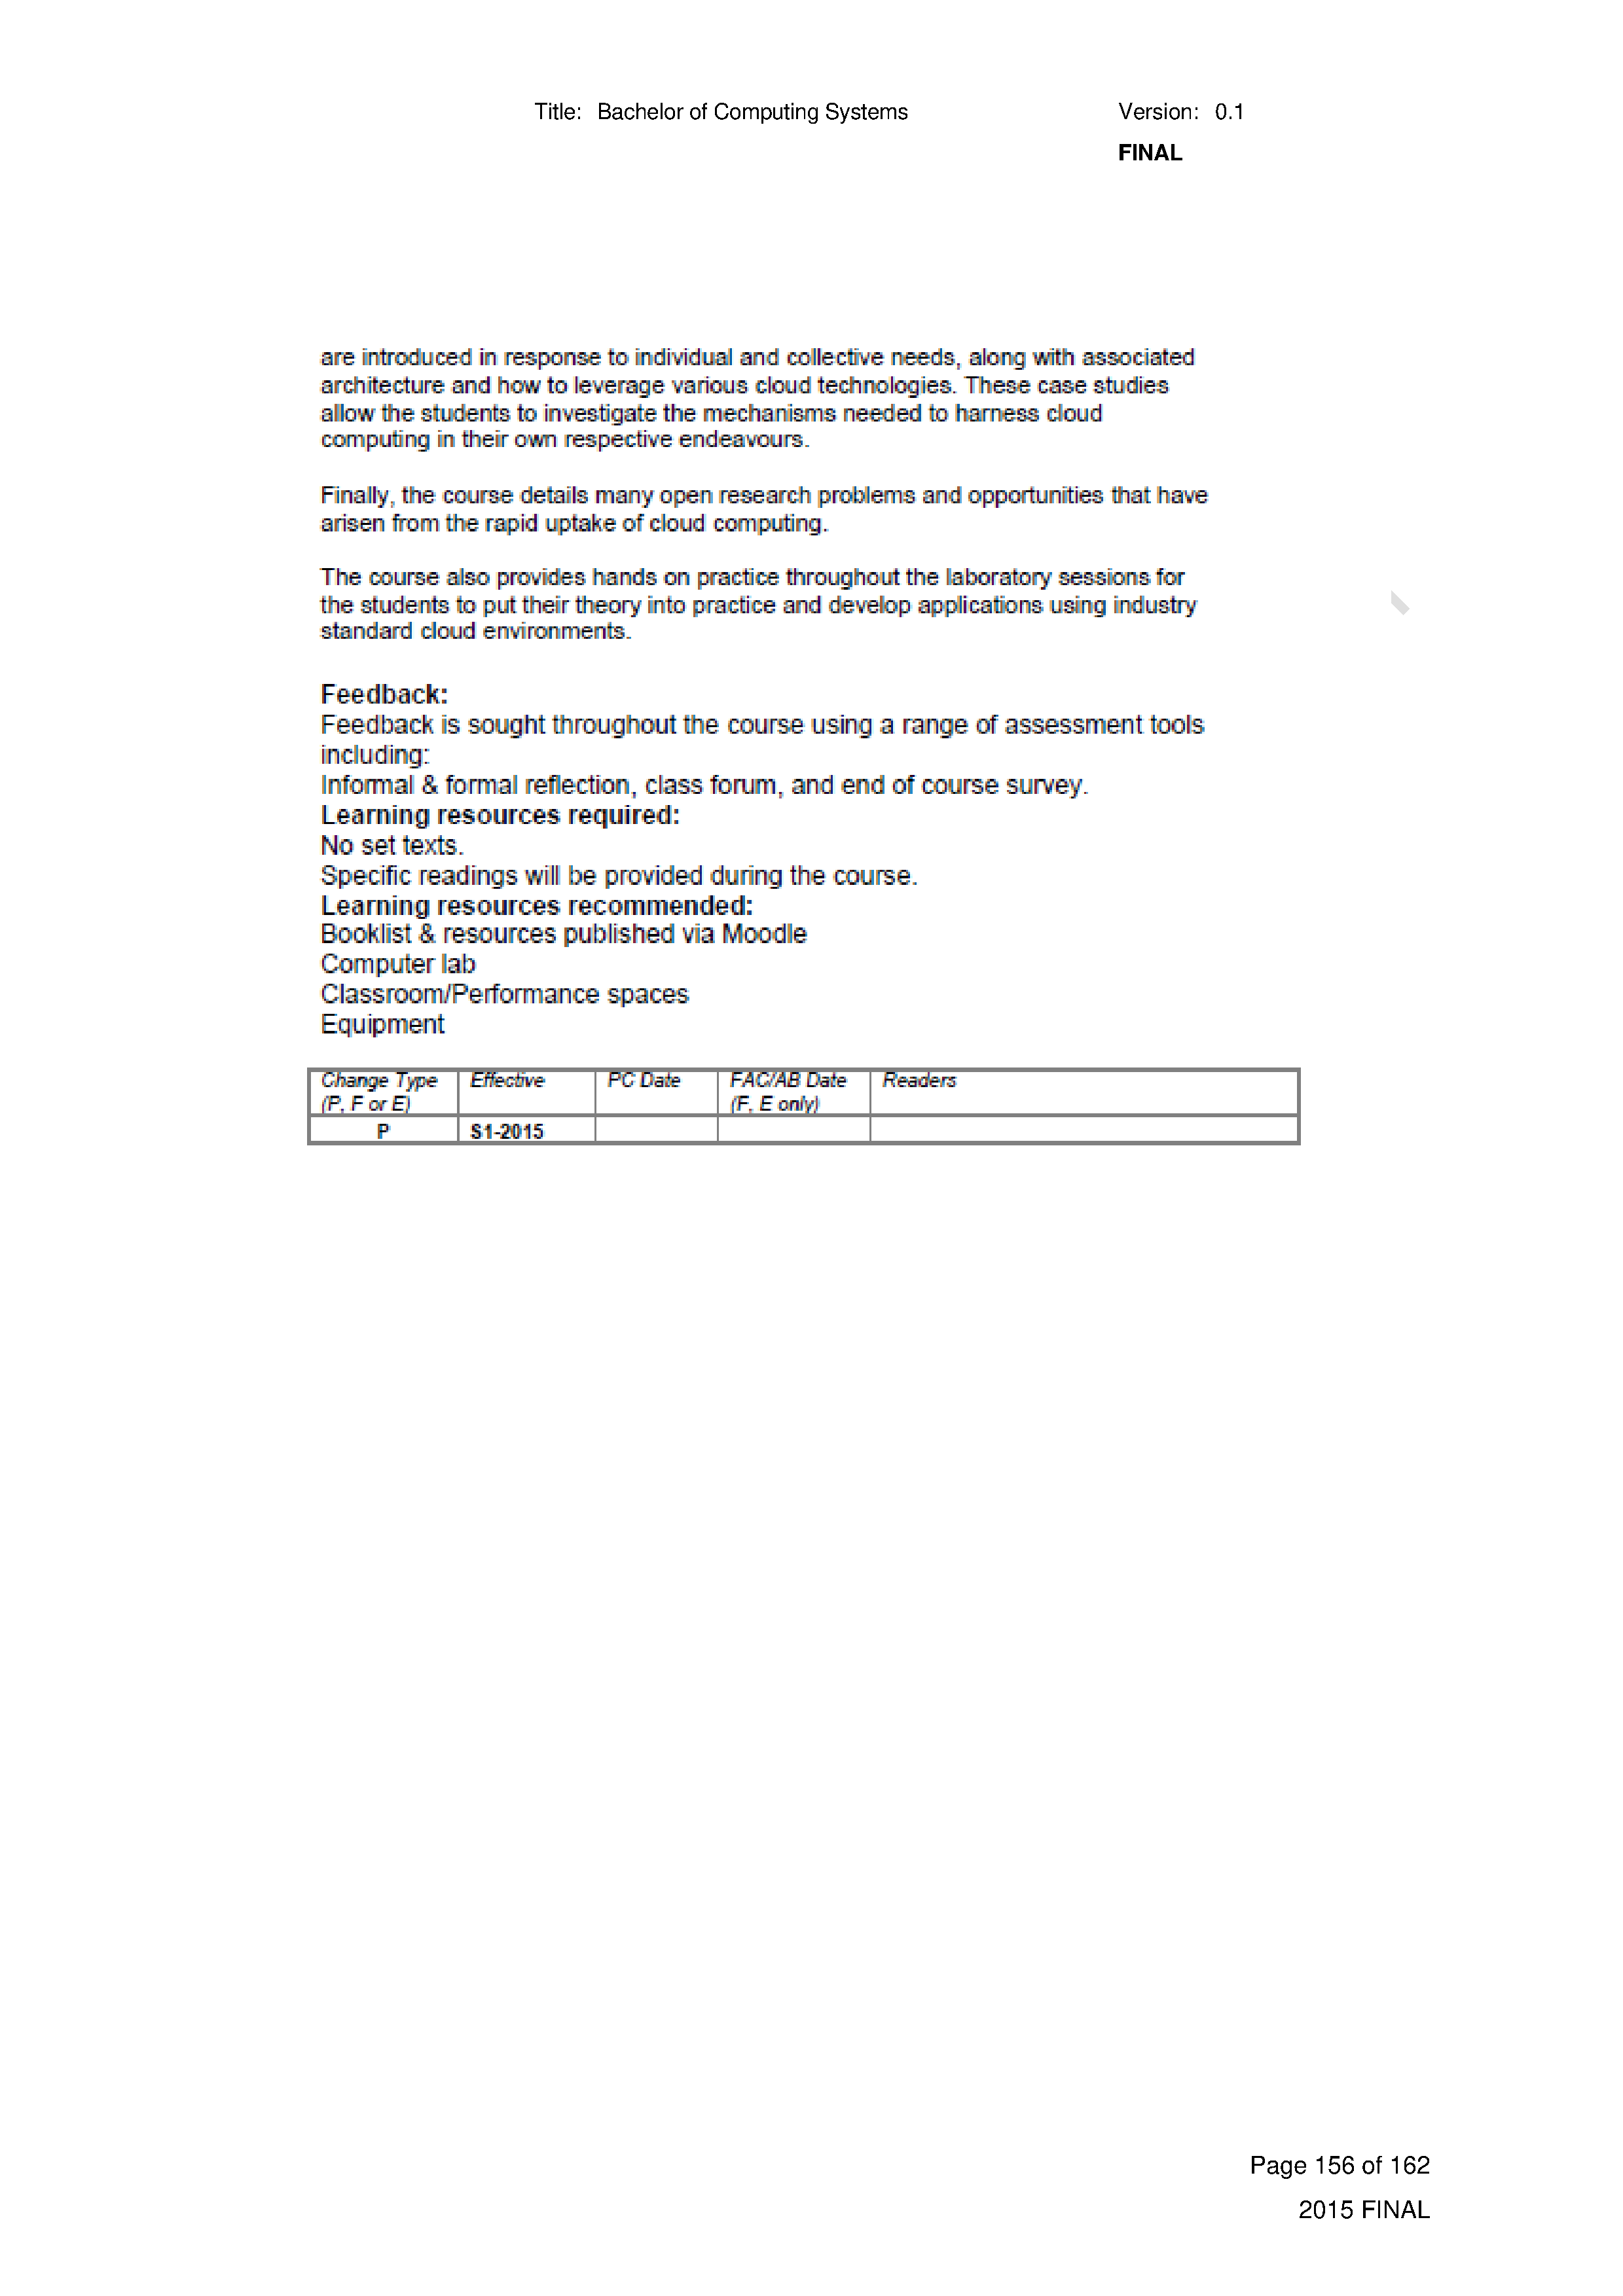 Title: Bachelor of Computing Systems Version: 0.1
FINAL
are introduced in response to individual and collective needs, along with associated
architecture and how to leverage various cloud technologies. These case studies
allow the students to investigate the mechanisms needed to harness cloud
computing in their own respective endeavours.
Finally, the course details many open research problems and opportunities that have
arisen from the rapid uptake of cloud computing.
The course also provides hands on practice throughout the laboratory sessions for
the students to put their theory into practice and develop applications using industry
standard cloud environments.
Feedback:
Feedback is sought throughout the course using a range of assessment tools
including:
Informal & formal reflection, class forum, and end of course survey.
Learning resources required:
No set texts.
Specific readings will be provided during the course.
Learning resources recommended:
Booklist & resources published via Moodle
Computer lab
Classroom/Performance spaces
Equipment
Change Type Effective PC Date FAC/AB Date Readers
(P, F or E) (F, E only)
P S1-2015
Page 156 of 162
2015 FINAL